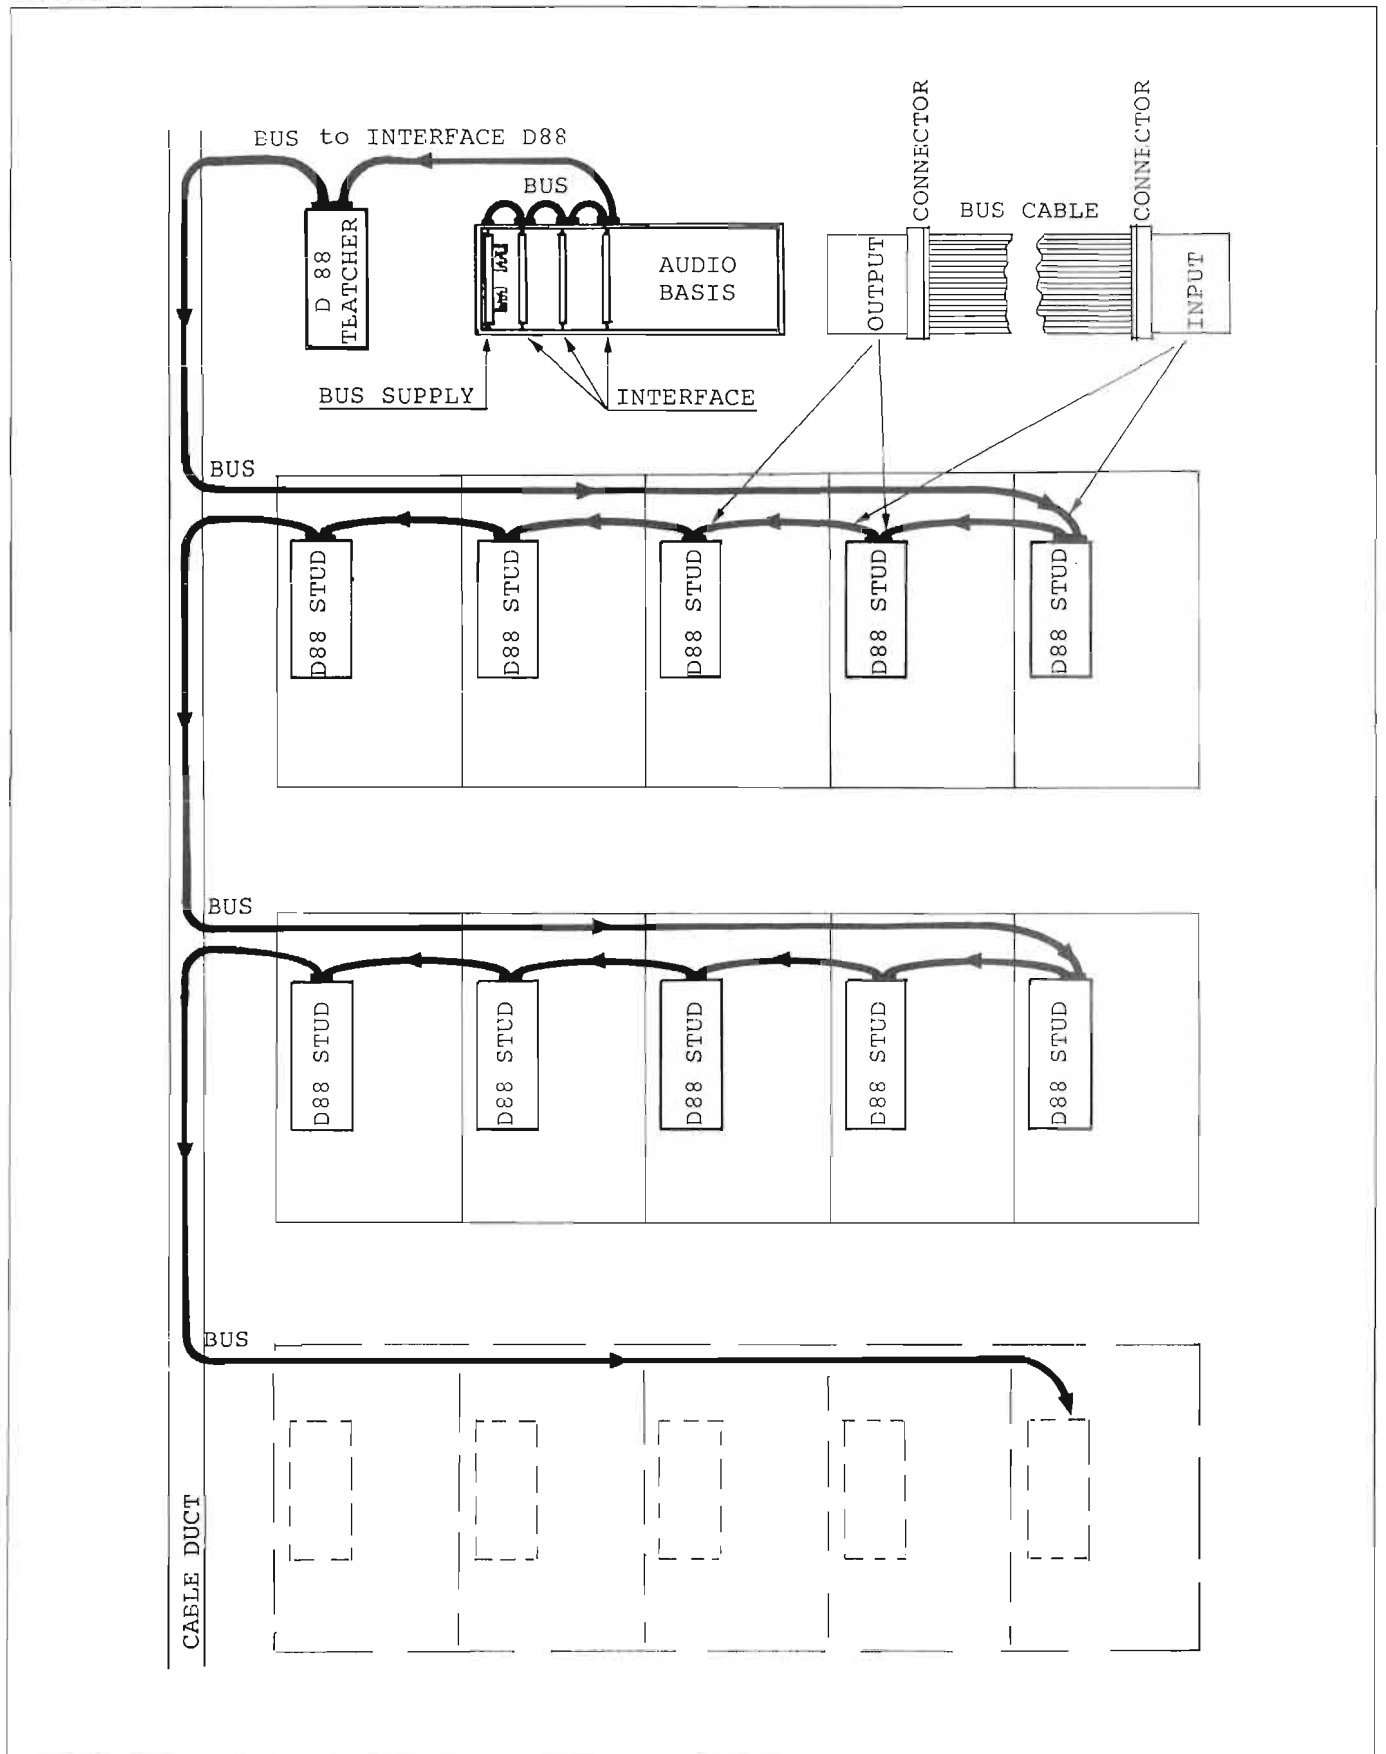 BUS to INTERFACE D88
BUS
D 88
TEATCHER
AUDIO
BASIS
BUS SUPPLY
INTERFACE
CONNECTOR
BUS CABLE
CONNECTOR
OUTPUT
INPUT
BUS
D88 STUD
D88 STUD
D88 STUD
D88 STUD
D88 STUD
BUS
D88 STUD
D88 STUD
D88 STUD
D88 STUD
D88 STUD
BUS
CABLE DUCT